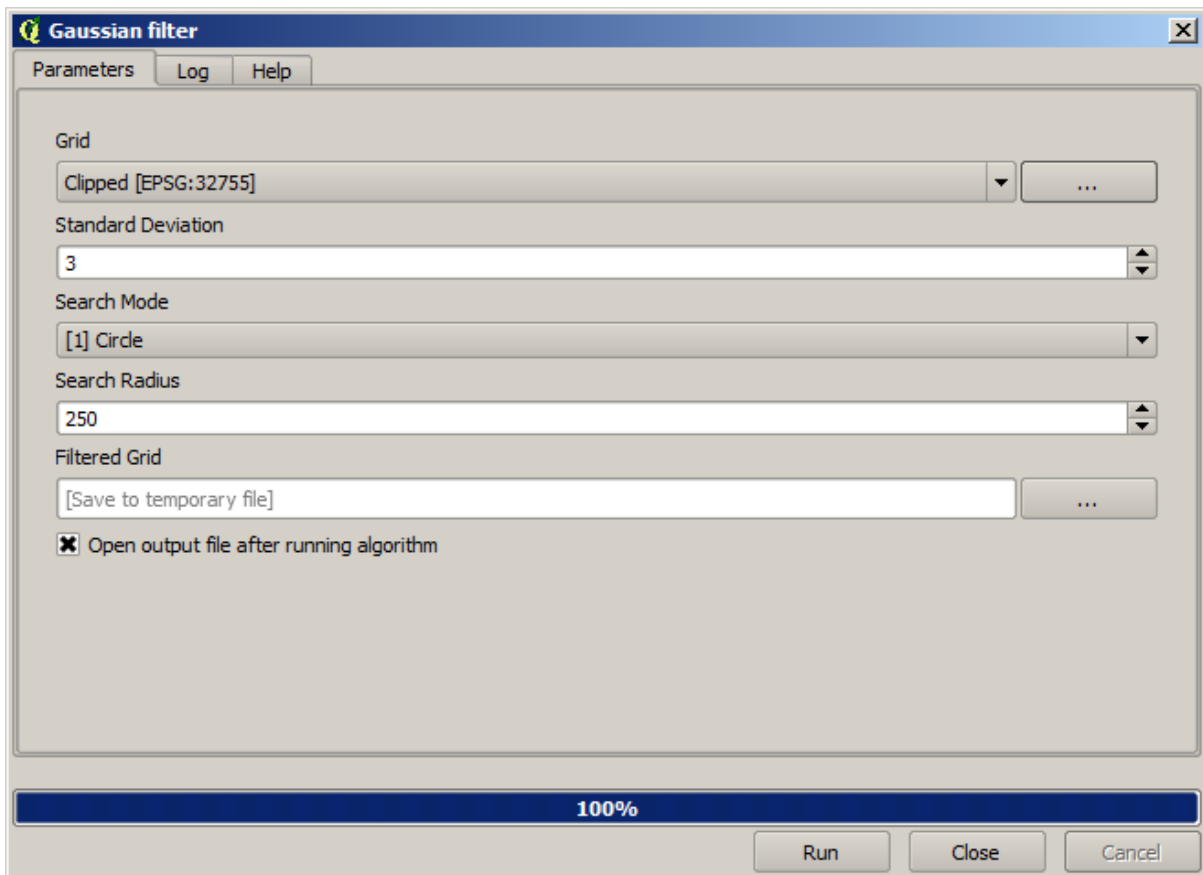 Gaussian filter
Parameters Log Help
Grid
Clipped [EPSG:32755] ...
Standard Deviation
3
Search Mode
[1] Circle
Search Radius
250
Filtered Grid
[Save to temporary file] ...
Open output file after running algorithm
100%
Run Close Cancel